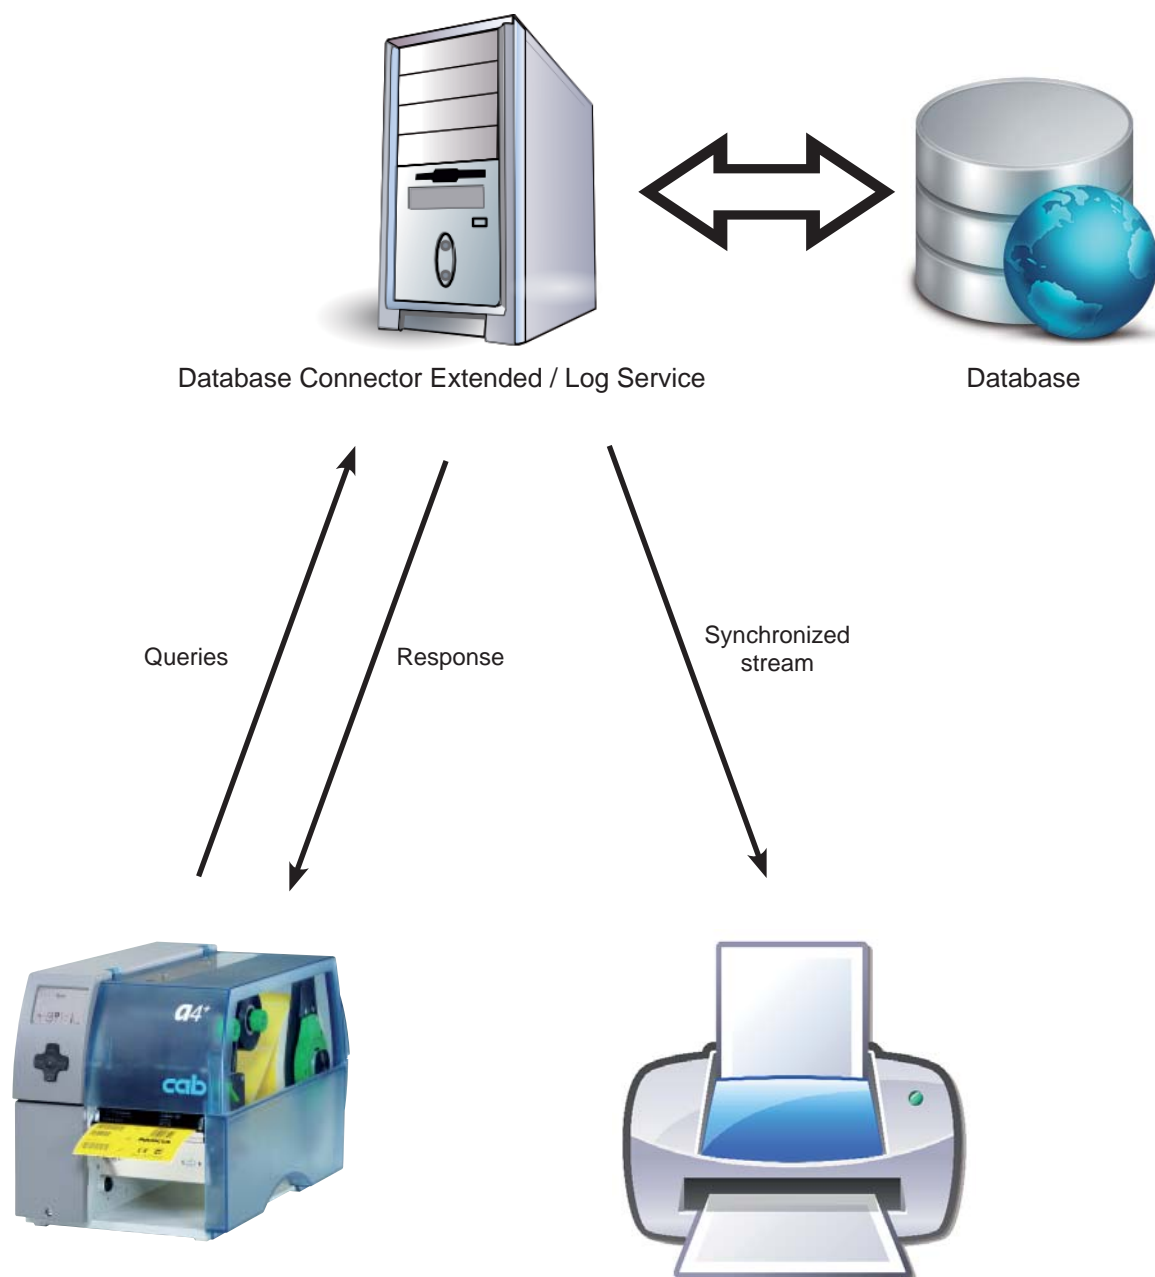 Database Connector Extended / Log Service
Database
Queries
Response
Synchronized
stream
a4+
cab